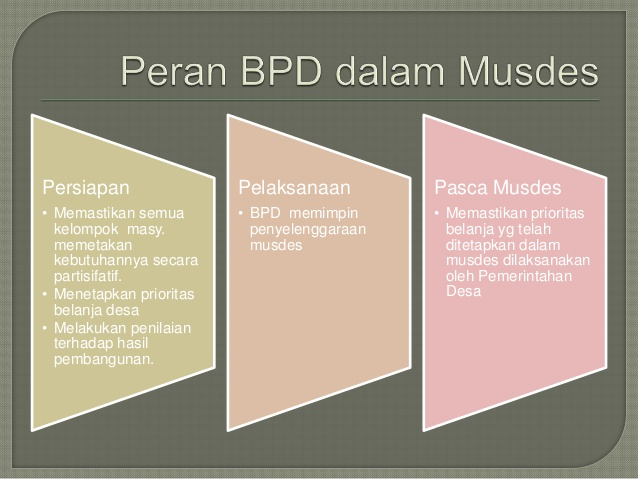 Peran BPD dalam Musdes
Persiapan
• Memastikan semua
kelompok masy.
memetakan
kebutuhannya secara
partisifatif.
• Menetapkan prioritas
belanja desa
• Melakukan penilaian
terhadap hasil
pembangunan.
Pelaksanaan
• BPD memimpin
penyelenggaraan
musdes
Pasca Musdes
• Memastikan prioritas
belanja yg telah
ditetapkan dalam
musdes dilaksanakan
oleh Pemerintahan
Desa